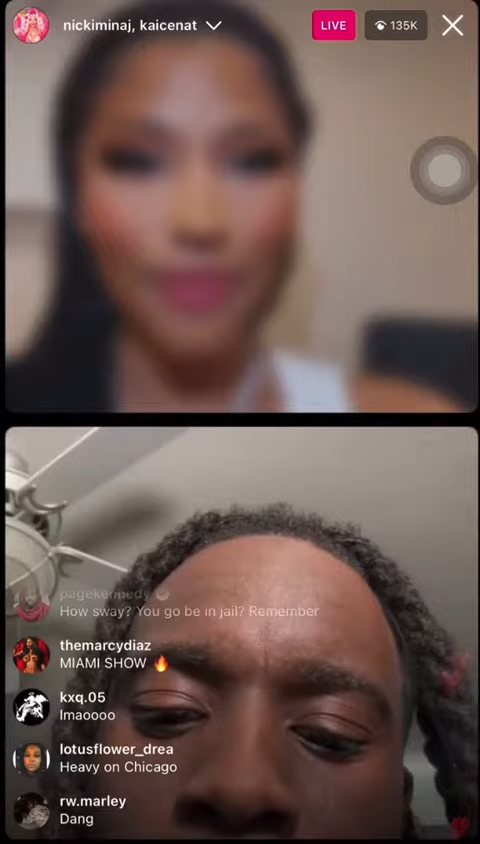 nickiminaj, kaicenat
LIVE
135K
pagekennedy
How sway? You go be in jail? Remember
themarcydiaz
MIAMI SHOW 🔥
kxq.05
lmaoooo
lotusflower_drea
Heavy on Chicago
rw.marley
Dang